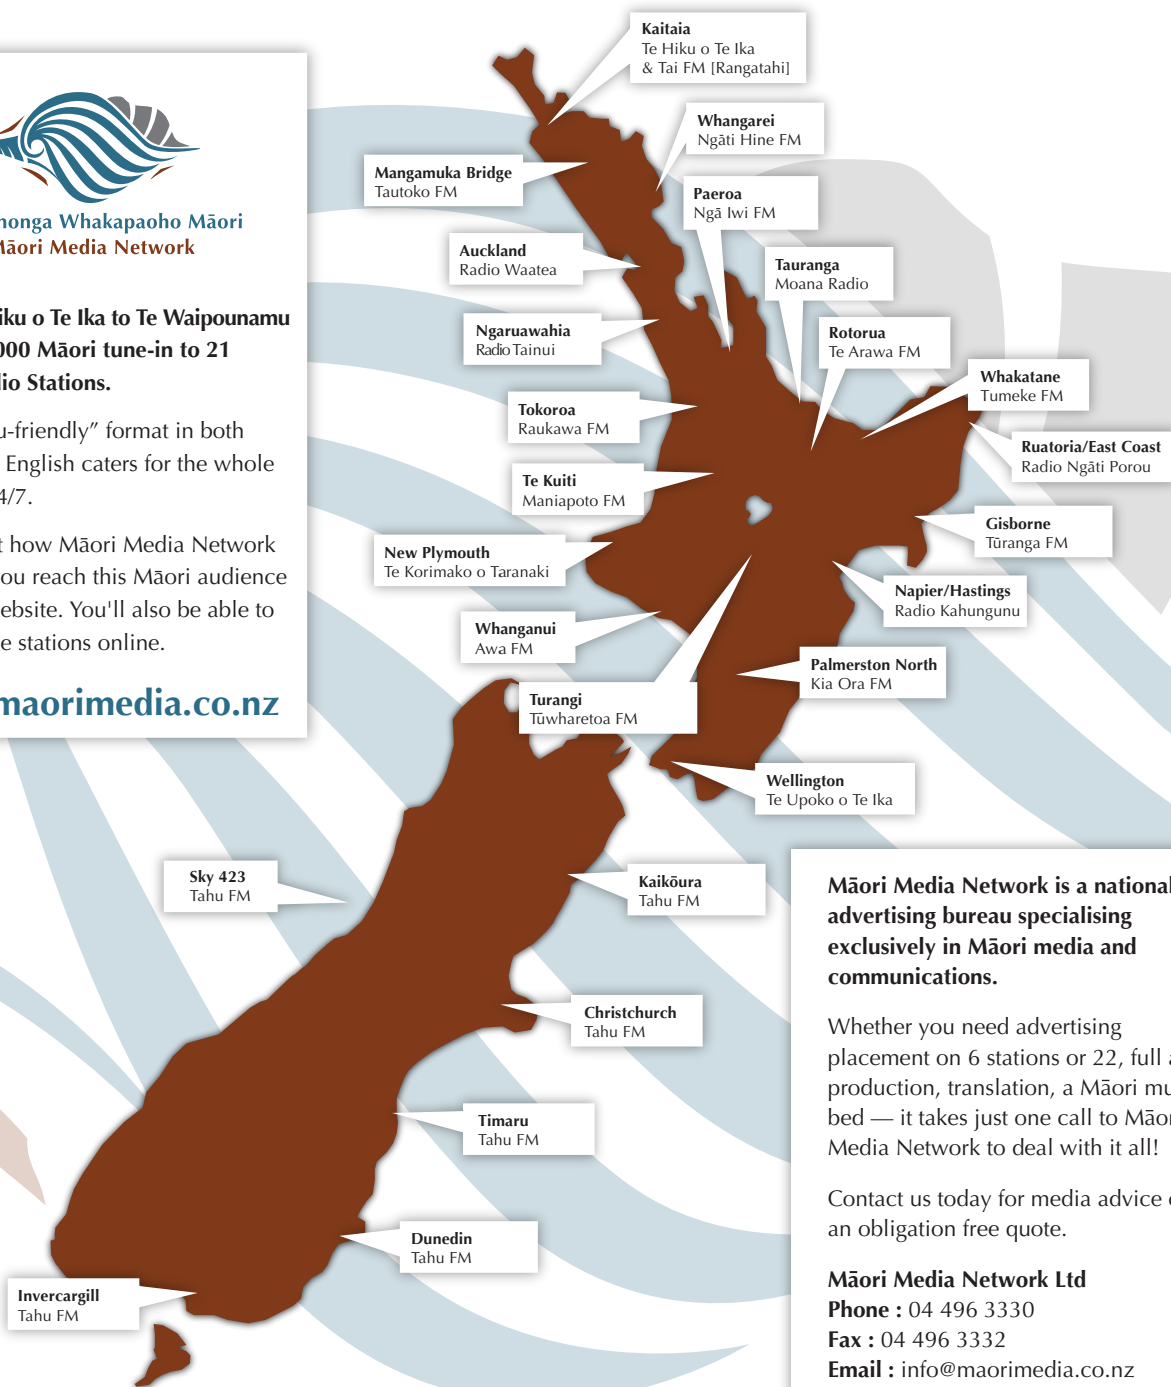 Kaitaia
Te Hiku o Te Ika
& Tai FM [Rangatahi]
Whangarei
Ngāti Hine FM
Mangamuka Bridge
Tautoko FM
Paeroa
Ngā Iwi FM
Auckland
Radio Waatea
Tauranga
Moana Radio
Ngaruawahia
Radio Tainui
Rotorua
Te Arawa FM
Whakatane
Tumeke FM
Tokoroa
Raukawa FM
Ruatoria/East Coast
Radio Ngāti Porou
Te Kuiti
Maniapoto FM
Gisborne
Tūranga FM
New Plymouth
Te Korimako o Taranaki
Napier/Hastings
Radio Kahungunu
Whanganui
Awa FM
Palmerston North
Kia Ora FM
Turangi
Tūwharetoa FM
Wellington
Te Upoko o Te Ika
Sky 423
Tahu FM
Kaikōura
Tahu FM
Christchurch
Tahu FM
Timaru
Tahu FM
Dunedin
Tahu FM
Invercargill
Tahu FM
Whakapaoho Māori
Māori Media Network
o Te Ika to Te Waipounamu
000 Māori tune-in to 21
Stations.
-friendly” format in both
English caters for the whole
4/7.
how Māori Media Network
you reach this Māori audience
website. You'll also be able to
stations online.
maorimedia.co.nz
Māori Media Network is a national
advertising bureau specialising
exclusively in Māori media and
communications.
Whether you need advertising
placement on 6 stations or 22, full
production, translation, a Māori
bed — it takes just one call to Māori
Media Network to deal with it all!
Contact us today for media advice
an obligation free quote.
Māori Media Network Ltd
Phone : 04 496 3330
Fax : 04 496 3332
Email : info@maorimedia.co.nz